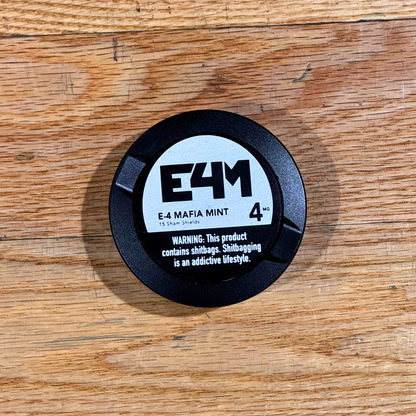 E4M
E-4 MAFIA MINT
15 Sham Shields
4 MG
WARNING: This product
contains shitbags. Shitbagging
is an addictive lifestyle.